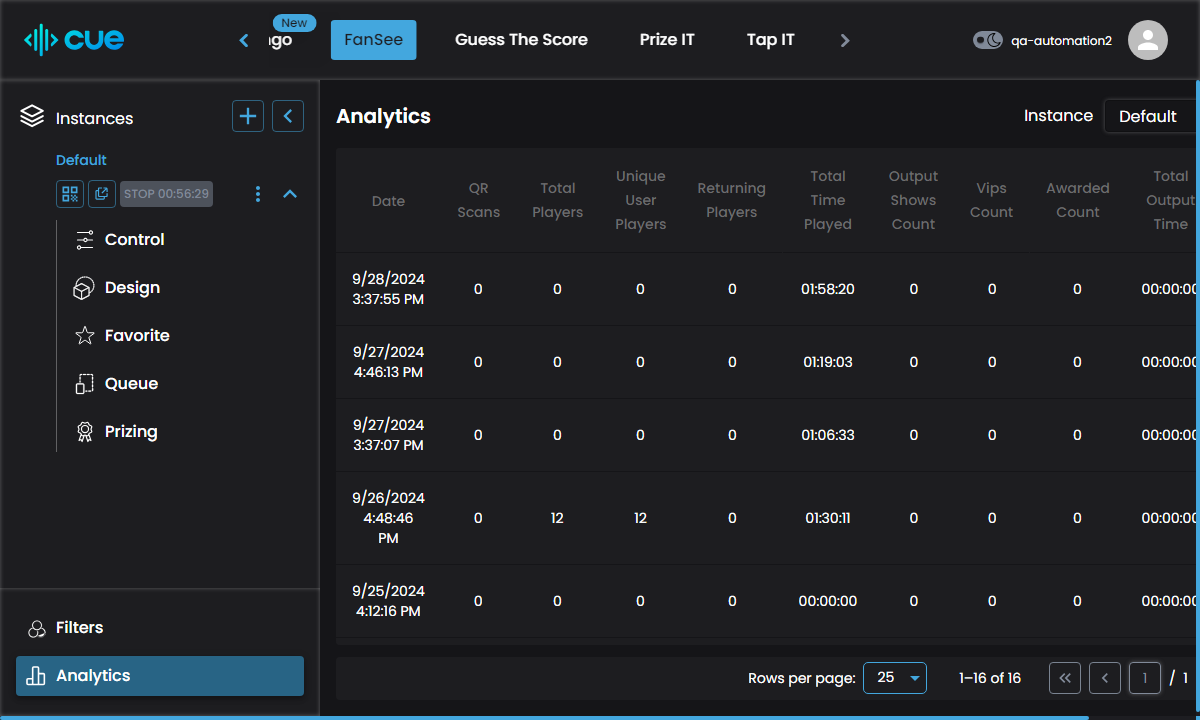 cue
New
FanSee
Guess The Score
Prize IT
Tap IT
qa-automation2
Instances
Default
STOP 00:56:29
Control
Design
Favorite
Queue
Prizing
Filters
Analytics
Analytics
Instance
Default
Date
QR Scans
Total Players
Unique User Players
Returning Players
Total Time Played
Output Shows Count
Vips Count
Awarded Count
Total Output Time
9/28/2024 3:37:55 PM 0 0 0 0 01:58:20 0 0 0 00:00:00
9/27/2024 4:46:13 PM 0 0 0 0 01:19:03 0 0 0 00:00:00
9/27/2024 3:37:07 PM 0 0 0 0 01:06:33 0 0 0 00:00:00
9/26/2024 4:48:46 PM 0 12 12 0 01:30:11 0 0 0 00:00:00
9/25/2024 4:12:16 PM 0 0 0 0 00:00:00 0 0 0 00:00:00
Rows per page: 25 1–16 of 16 1 / 1